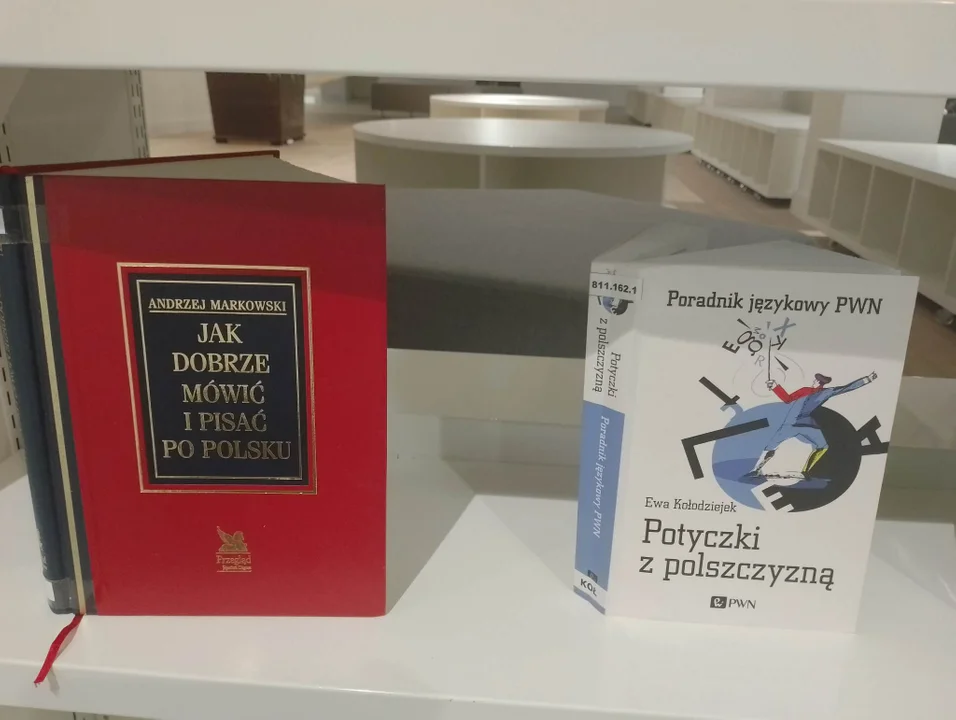 ANDRZEJ MARKOWSKI
JAK
DOBRZE
MÓWIĆ
I PISAĆ
PO POLSKU
Przegląd
811.162.1
Potyczki
z polszczyzną
Poradnik językowy PWN
KOŁ
Poradnik językowy PWN
Ewa Kołodziejek
Potyczki
z polszczyzną
PWN